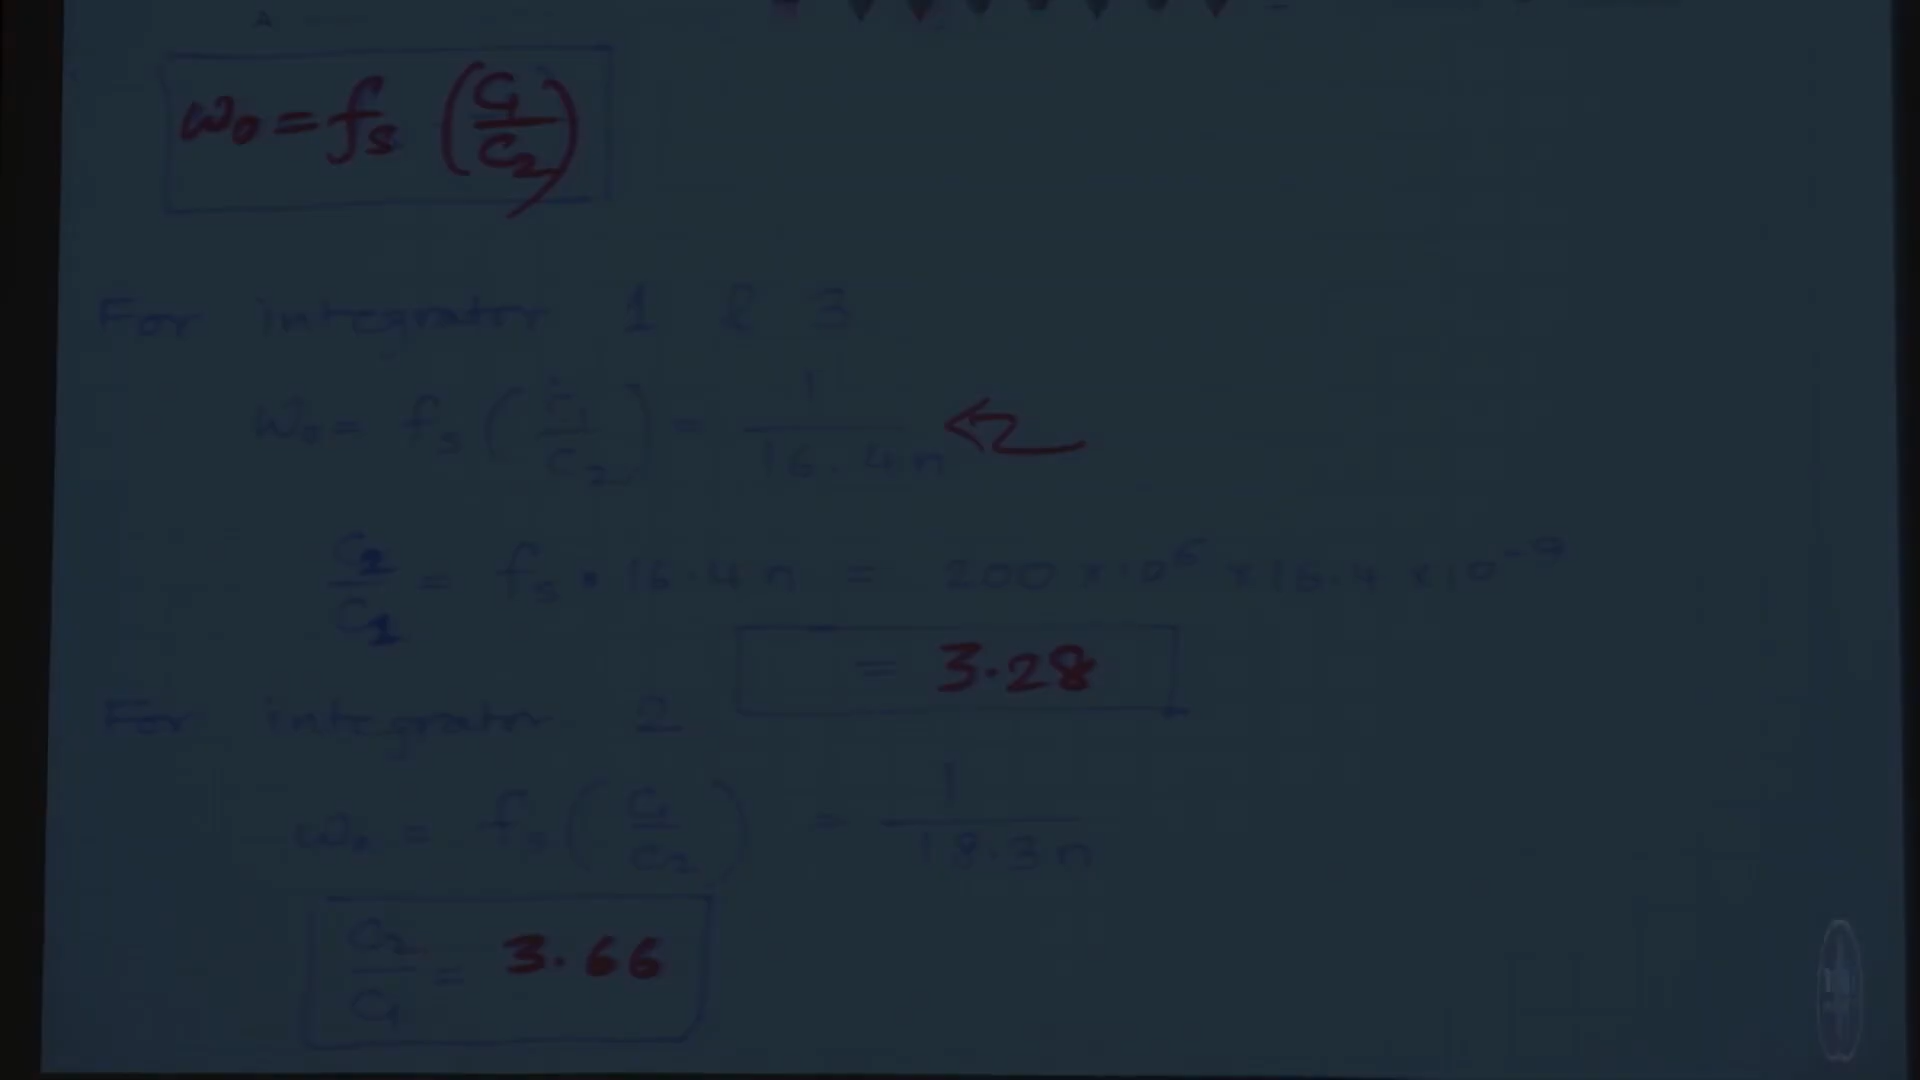 ω₀ = fs (C1/C2)
For integrator 1 & 3
ω₀ = fs (C1/C2) = 1/16.4n
C2/C1 = fs • 16.4 n = 200 × 10⁶ × 16.4 × 10⁻⁹
= 3.28
For integrator 2
ω₀ = fs (C1/C2) = 1/18.3n
C2/C1 = 3.66